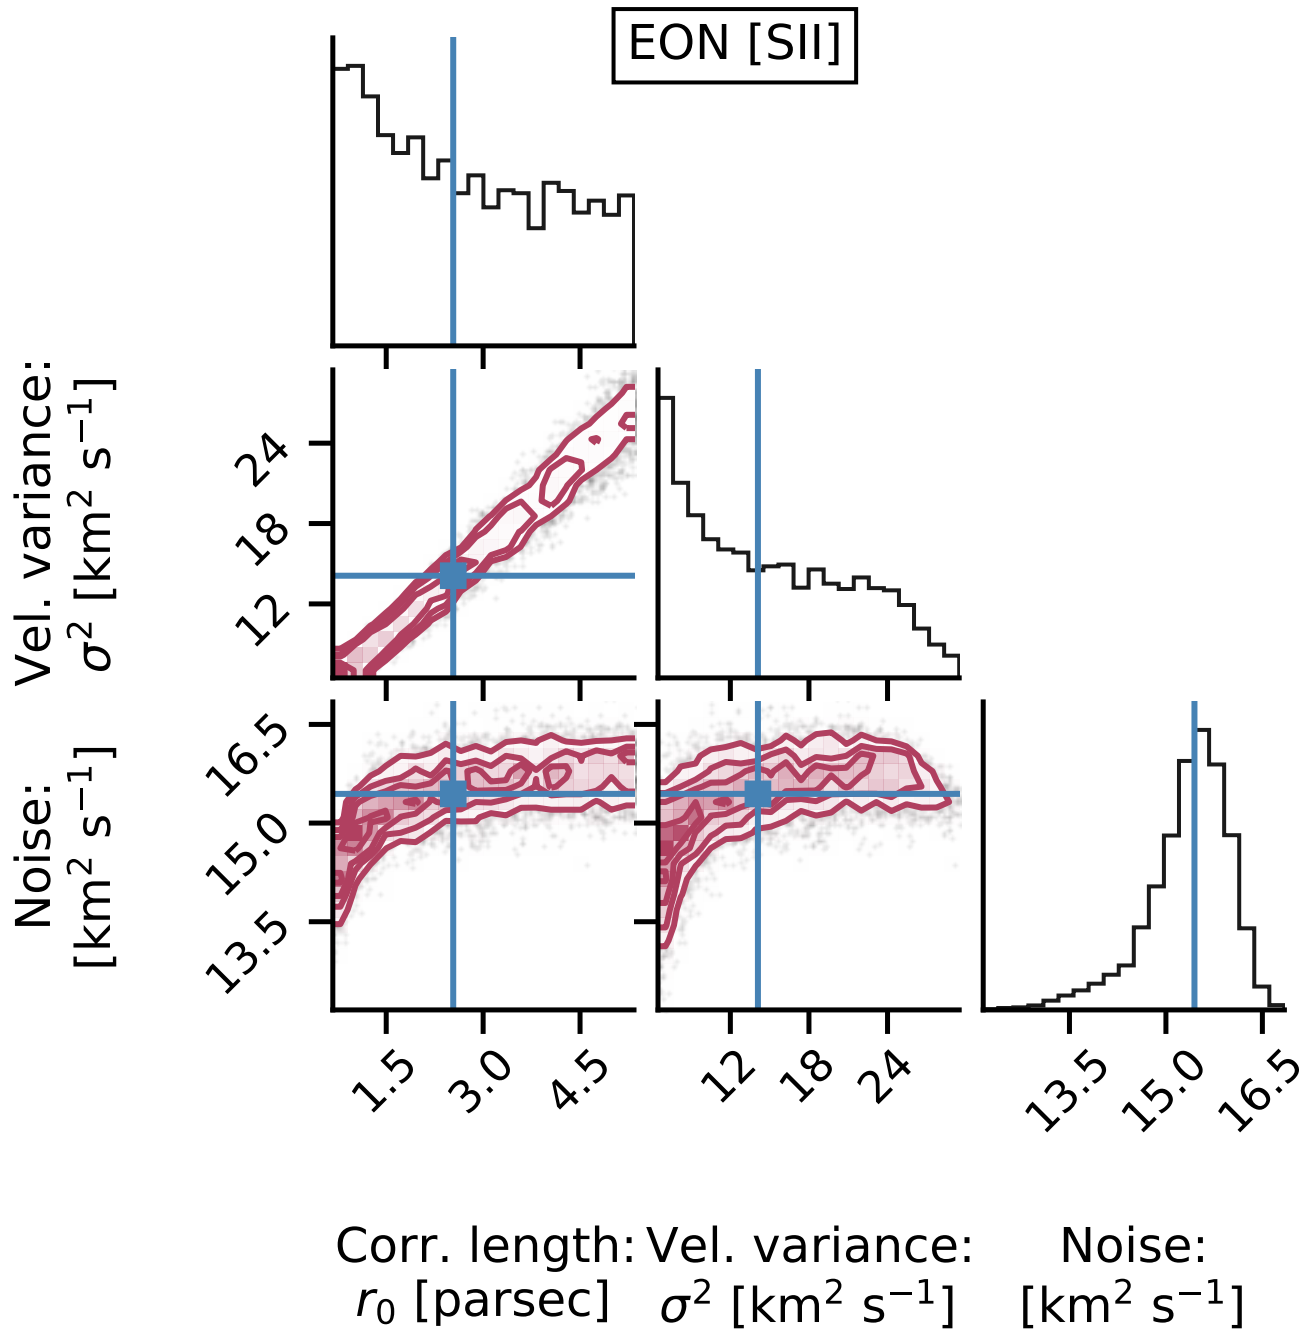 EON [SII]
Vel. variance:
σ² [km² s⁻¹]
24
18
12
Noise:
[km² s⁻¹]
16.5
15.0
13.5
1.5
3.0
4.5
12
18
24
13.5
15.0
16.5
Corr. length:
r₀ [parsec]
Vel. variance:
σ² [km² s⁻¹]
Noise:
[km² s⁻¹]